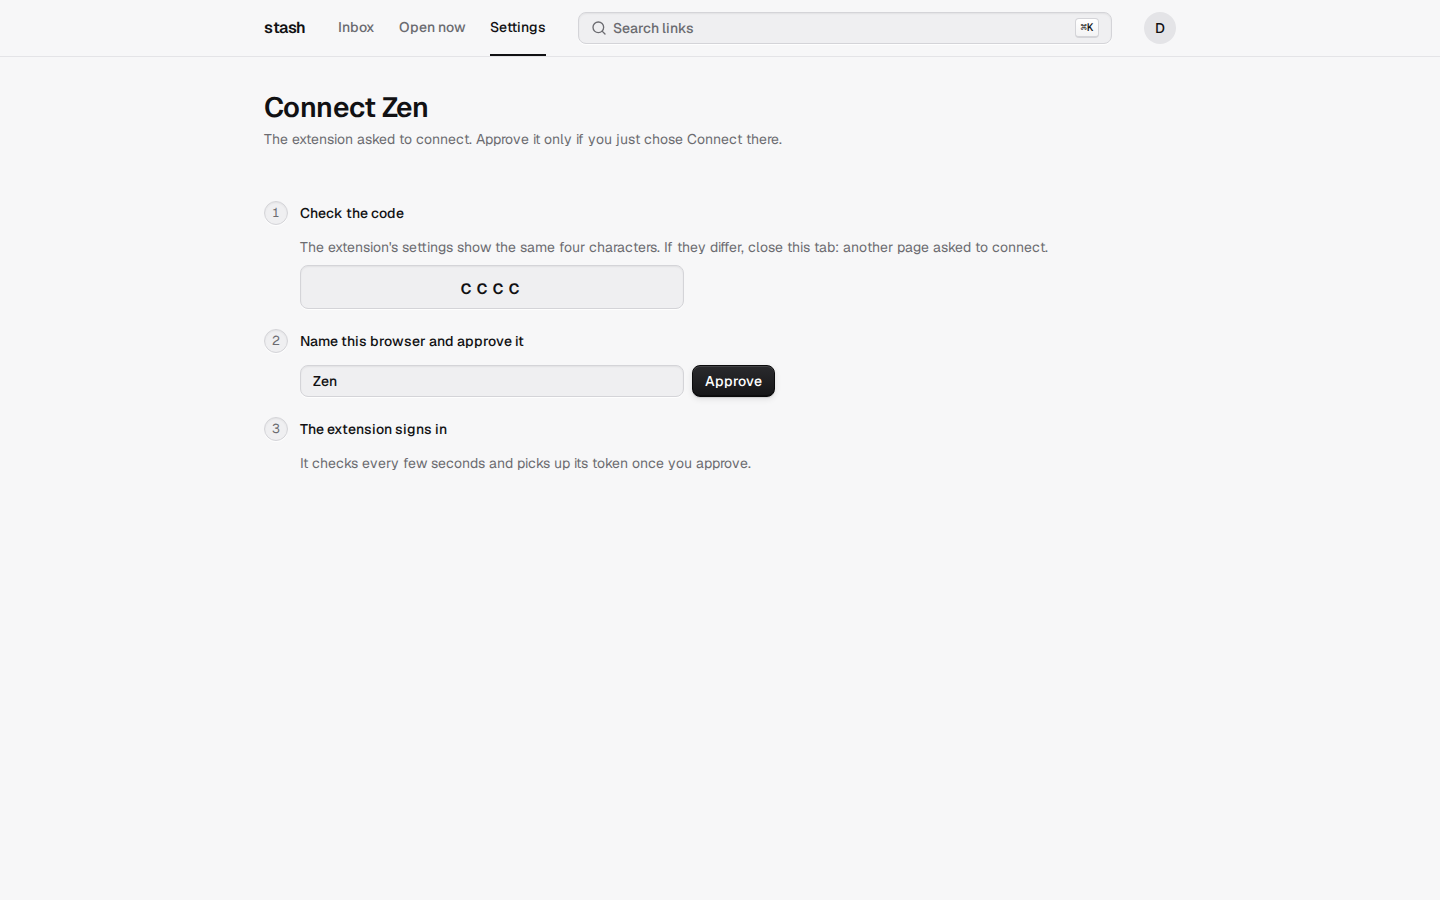 stash Inbox Open now Settings Search links ⌘K D
Connect Zen
The extension asked to connect. Approve it only if you just chose Connect there.
1 Check the code
The extension's settings show the same four characters. If they differ, close this tab: another page asked to connect.
C C C C
2 Name this browser and approve it
Zen Approve
3 The extension signs in
It checks every few seconds and picks up its token once you approve.